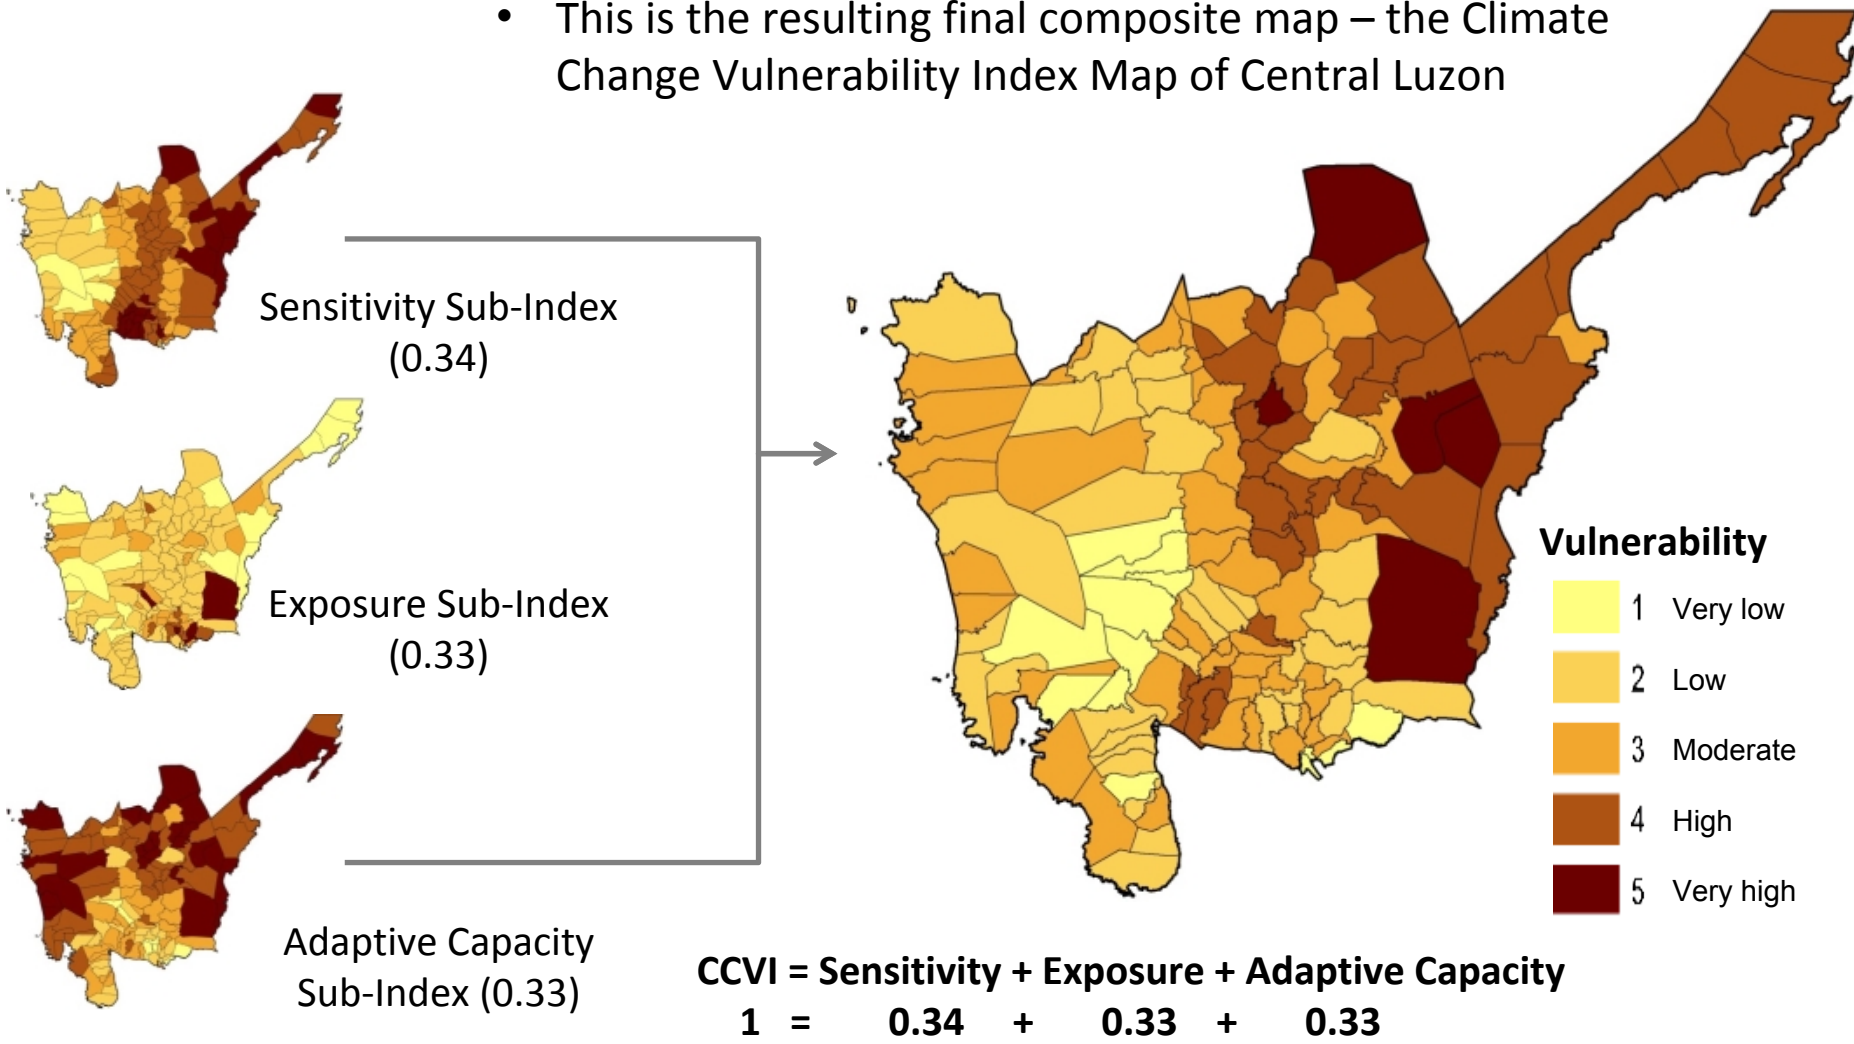 • This is the resulting final composite map – the Climate
Change Vulnerability Index Map of Central Luzon
Sensitivity Sub-Index
(0.34)
Exposure Sub-Index
(0.33)
Adaptive Capacity
Sub-Index (0.33)
Vulnerability
1 Very low
2 Low
3 Moderate
4 High
5 Very high
CCVI = Sensitivity + Exposure + Adaptive Capacity
1 = 0.34 + 0.33 + 0.33